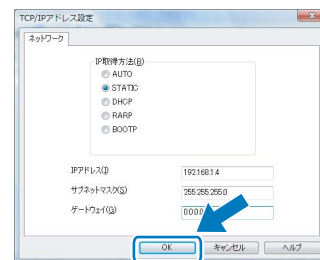 TCP/IPアドレス設定
ネットワーク
IP取得方法(B)
AUTO
STATIC
DHCP
RARP
BOOTP
IPアドレス(I) 192.168.1.4
サブネットマスク(S) 255.255.255.0
ゲートウェイ(G) 0.0.0.0
OK キャンセル ヘルプ